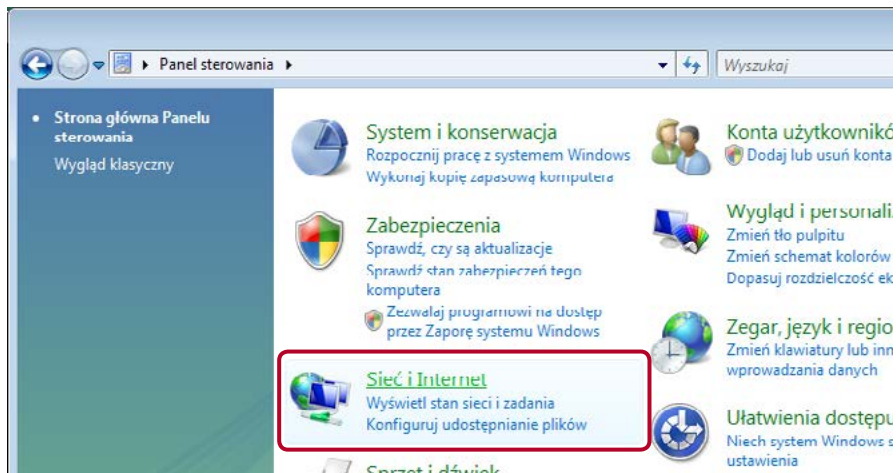 Panel sterowania
Wyszukaj
Strona główna Panelu
sterowania
Wygląd klasyczny
System i konserwacja
Rozpocznij pracę z systemem Windows
Wykonaj kopię zapasową komputera
Zabezpieczenia
Sprawdź, czy są aktualizacje
Sprawdź stan zabezpieczeń tego
komputera
Zezwalaj programowi na dostęp
przez Zaporę systemu Windows
Sieć i Internet
Wyświetl stan sieci i zadania
Konfiguruj udostępnianie plików
Sprzęt i dźwięk
Konta użytkownikó
Dodaj lub usuń konta
Wygląd i personali
Zmień tło pulpitu
Zmień schemat kolorów
Dopasuj rozdzielczość ek
Zegar, język i regio
Zmień klawiatury lub inn
wprowadzania danych
Ułatwienia dostępu
Niech system Windows s
ustawienia